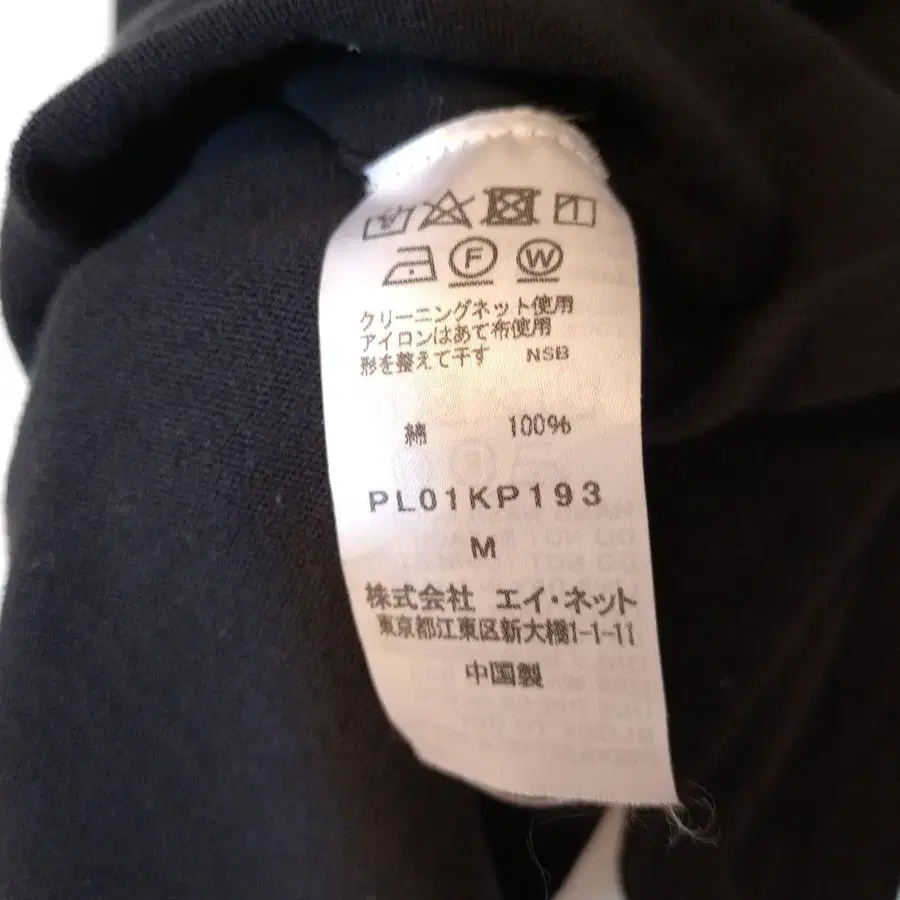 F W
クリーニングネット使用
アイロンはあて布使用
形を整えて干す NSB
綿 100%
PL01KP193
M
株式会社 エイ・ネット
東京都江東区新大橋1-1-11
中国製